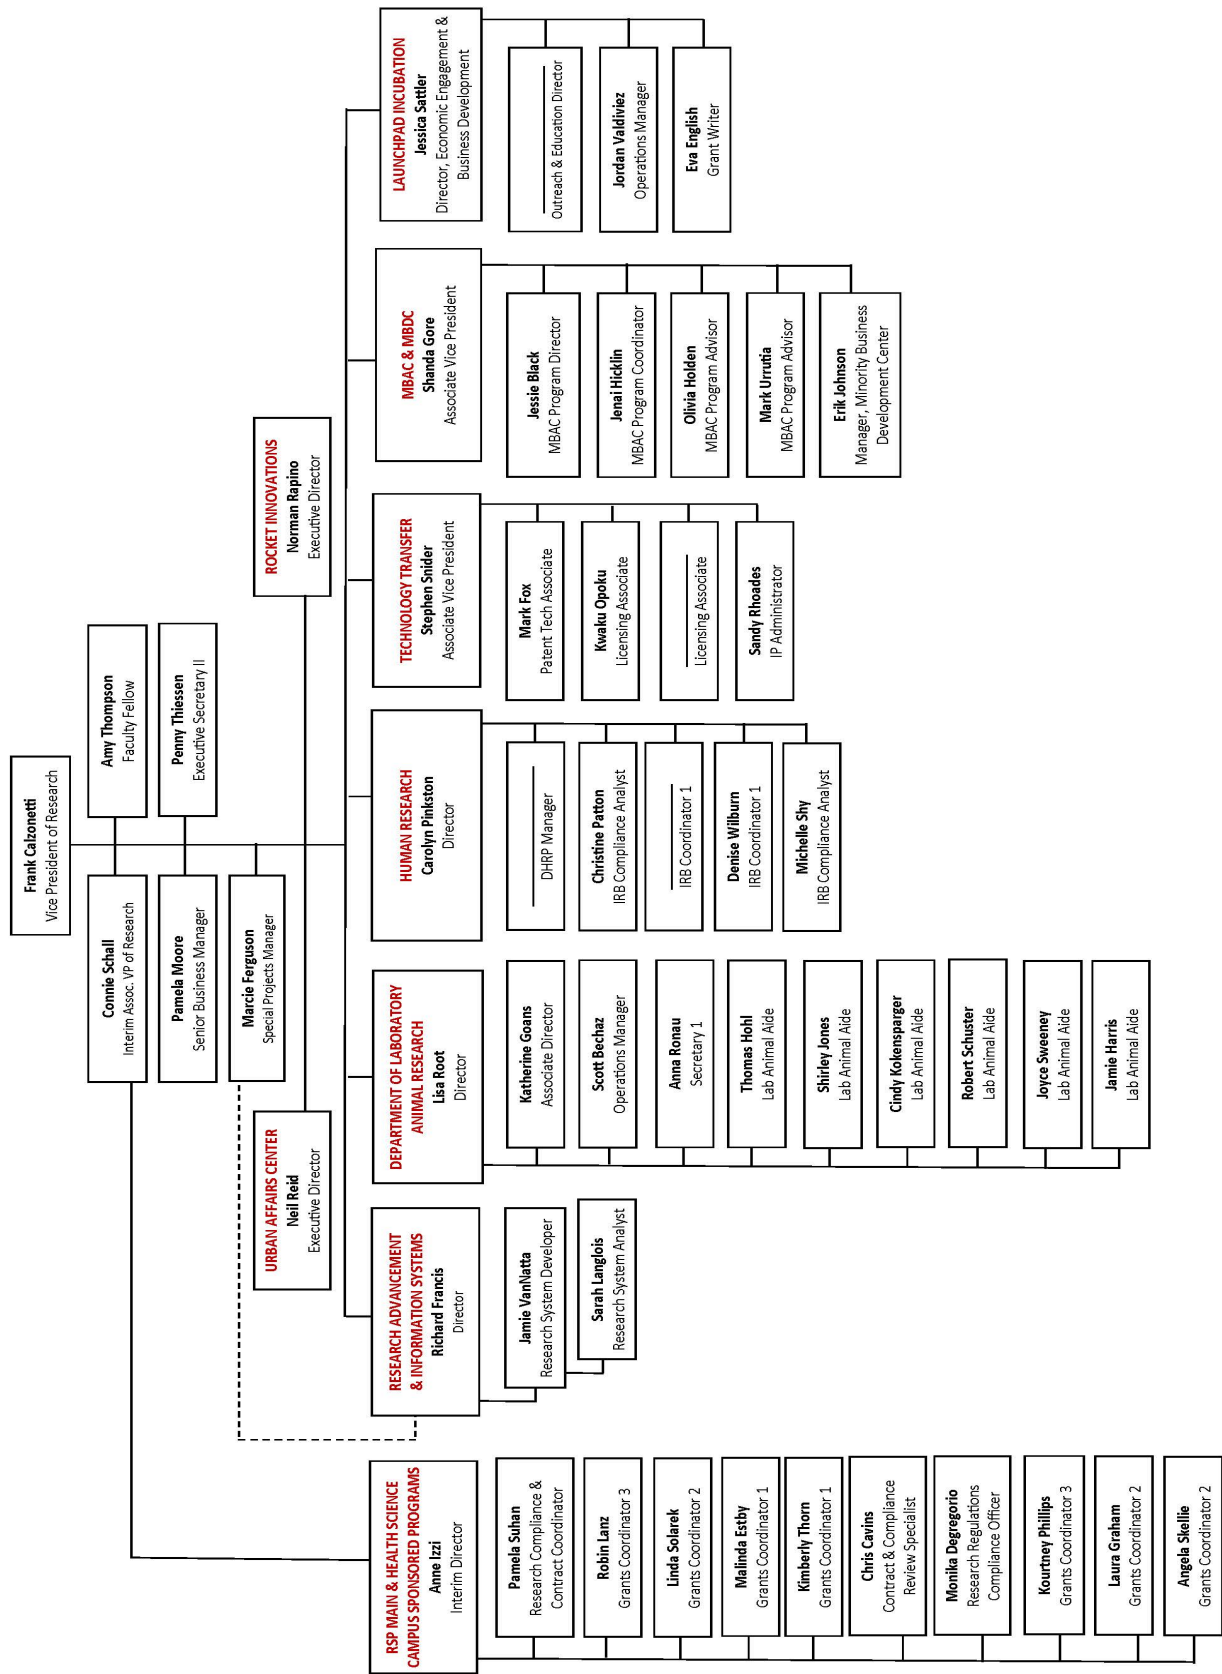 Frank Calzonetti
Vice President of Research
Connie Schall
Interim Assoc. VP of Research
Amy Thompson
Faculty Fellow
Pamela Moore
Senior Business Manager
Penny Thiessen
Executive Secretary II
Marcie Ferguson
Special Projects Manager
URBAN AFFAIRS CENTER
Neil Reid
Executive Director
ROCKET INNOVATIONS
Norman Rapino
Executive Director
RSP MAIN & HEALTH SCIENCE
CAMPUS SPONSORED PROGRAMS
Anne Izzi
Interim Director
Pamela Suhan
Research Compliance &
Contract Coordinator
Robin Lanz
Grants Coordinator 3
Linda Solarek
Grants Coordinator 2
Malinda Estby
Grants Coordinator 1
Kimberly Thorn
Grants Coordinator 1
Chris Cavins
Contract & Compliance
Review Specialist
Monika Degregorio
Research Regulations
Compliance Officer
Kourtney Phillips
Grants Coordinator 3
Laura Graham
Grants Coordinator 2
Angela Skellie
Grants Coordinator 2
RESEARCH ADVANCEMENT
& INFORMATION SYSTEMS
Richard Francis
Director
Jamie VanNatta
Research System Developer
Sarah Langlois
Research System Analyst
DEPARTMENT OF LABORATORY
ANIMAL RESEARCH
Lisa Root
Director
Katherine Goans
Associate Director
Scott Bechaz
Operations Manager
Anna Ronau
Secretary 1
Thomas Hohl
Lab Animal Aide
Shirley Jones
Lab Animal Aide
Cindy Kokensparger
Lab Animal Aide
Robert Schuster
Lab Animal Aide
Joyce Sweeney
Lab Animal Aide
Jamie Harris
Lab Animal Aide
HUMAN RESEARCH
Carolyn Pinkston
Director
DHRP Manager
Christine Patton
IRB Compliance Analyst
IRB Coordinator 1
Denise Wilburn
IRB Coordinator 1
Michelle Shy
IRB Compliance Analyst
TECHNOLOGY TRANSFER
Stephen Snider
Associate Vice President
Mark Fox
Patent Tech Associate
Kwaku Opoku
Licensing Associate
Licensing Associate
Sandy Rhoades
IP Administrator
MBAC & MBDC
Shanda Gore
Associate Vice President
Jessie Black
MBAC Program Director
Jenai Hicklin
MBAC Program Coordinator
Olivia Holden
MBAC Program Advisor
Mark Urrutia
MBAC Program Advisor
Erik Johnson
Manager, Minority Business
Development Center
LAUNCHPAD INCUBATION
Jessica Sattler
Director, Economic Engagement &
Business Development
Outreach & Education Director
Jordan Valdiviez
Operations Manager
Eva English
Grant Writer